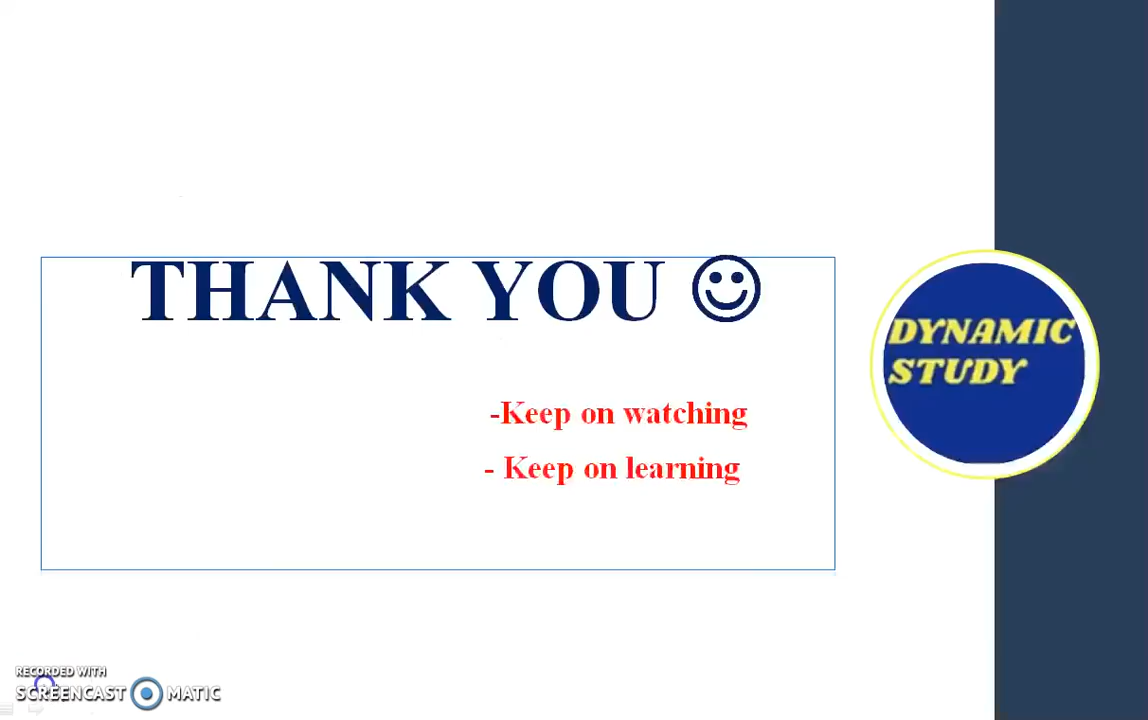 THANK YOU ☺
-Keep on watching
- Keep on learning
DYNAMIC
STUDY
RECORDED WITH
SCREENCAST MATIC